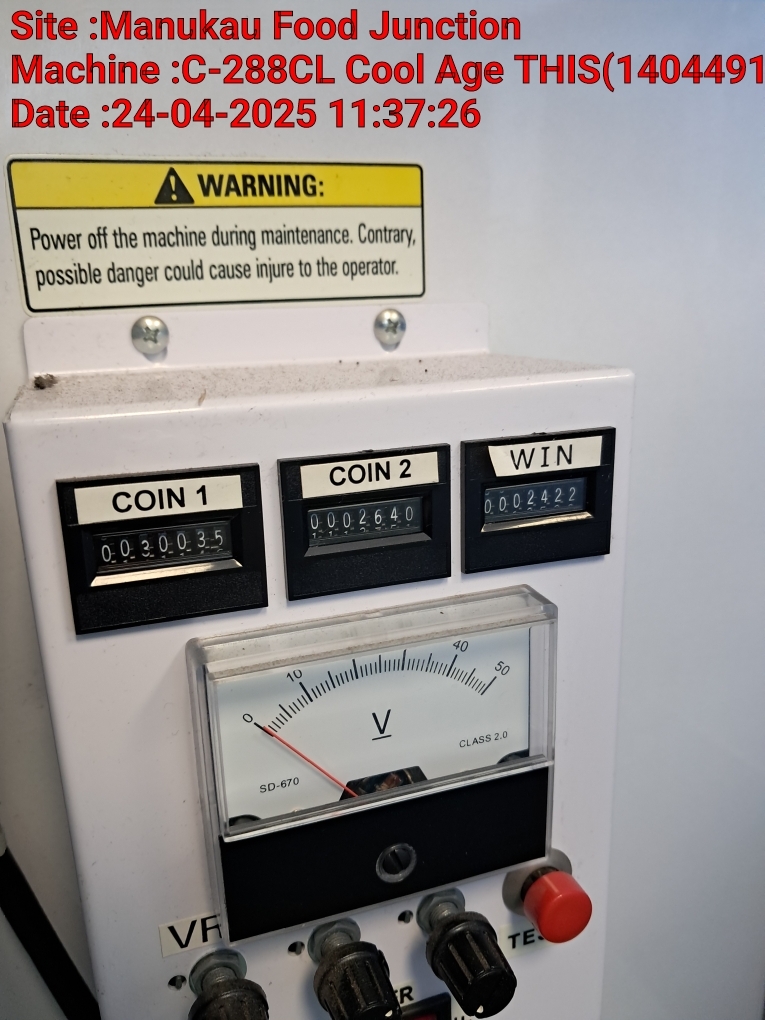 Site :Manukau Food Junction
Machine :C-288CL Cool Age THIS(1404491
Date :24-04-2025 11:37:26
WARNING:
Power off the machine during maintenance. Contrary,
possible danger could cause injure to the operator.
COIN 1
COIN 2
WIN
0030035
0002640
0002422
0 10 40 50
V
SD-670
CLASS 2.0
VR